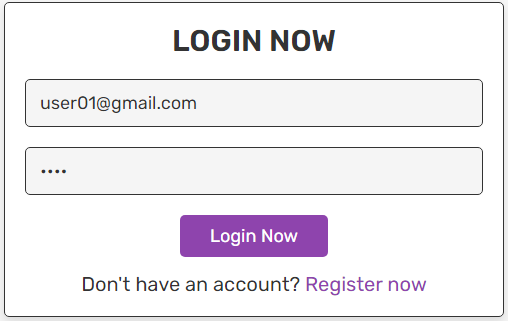 LOGIN NOW
user01@gmail.com
••••
Login Now
Don't have an account? Register now